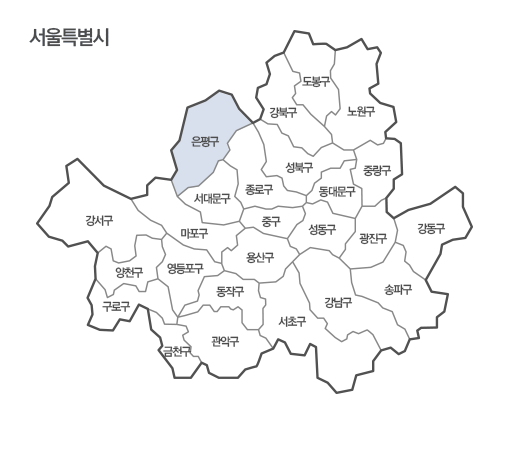 서울특별시
도봉구
노원구
강북구
은평구
성북구
중랑구
종로구
동대문구
서대문구
강서구
중구
성동구
강동구
마포구
광진구
용산구
양천구
영등포구
동작구
송파구
구로구
강남구
서초구
관악구
금천구